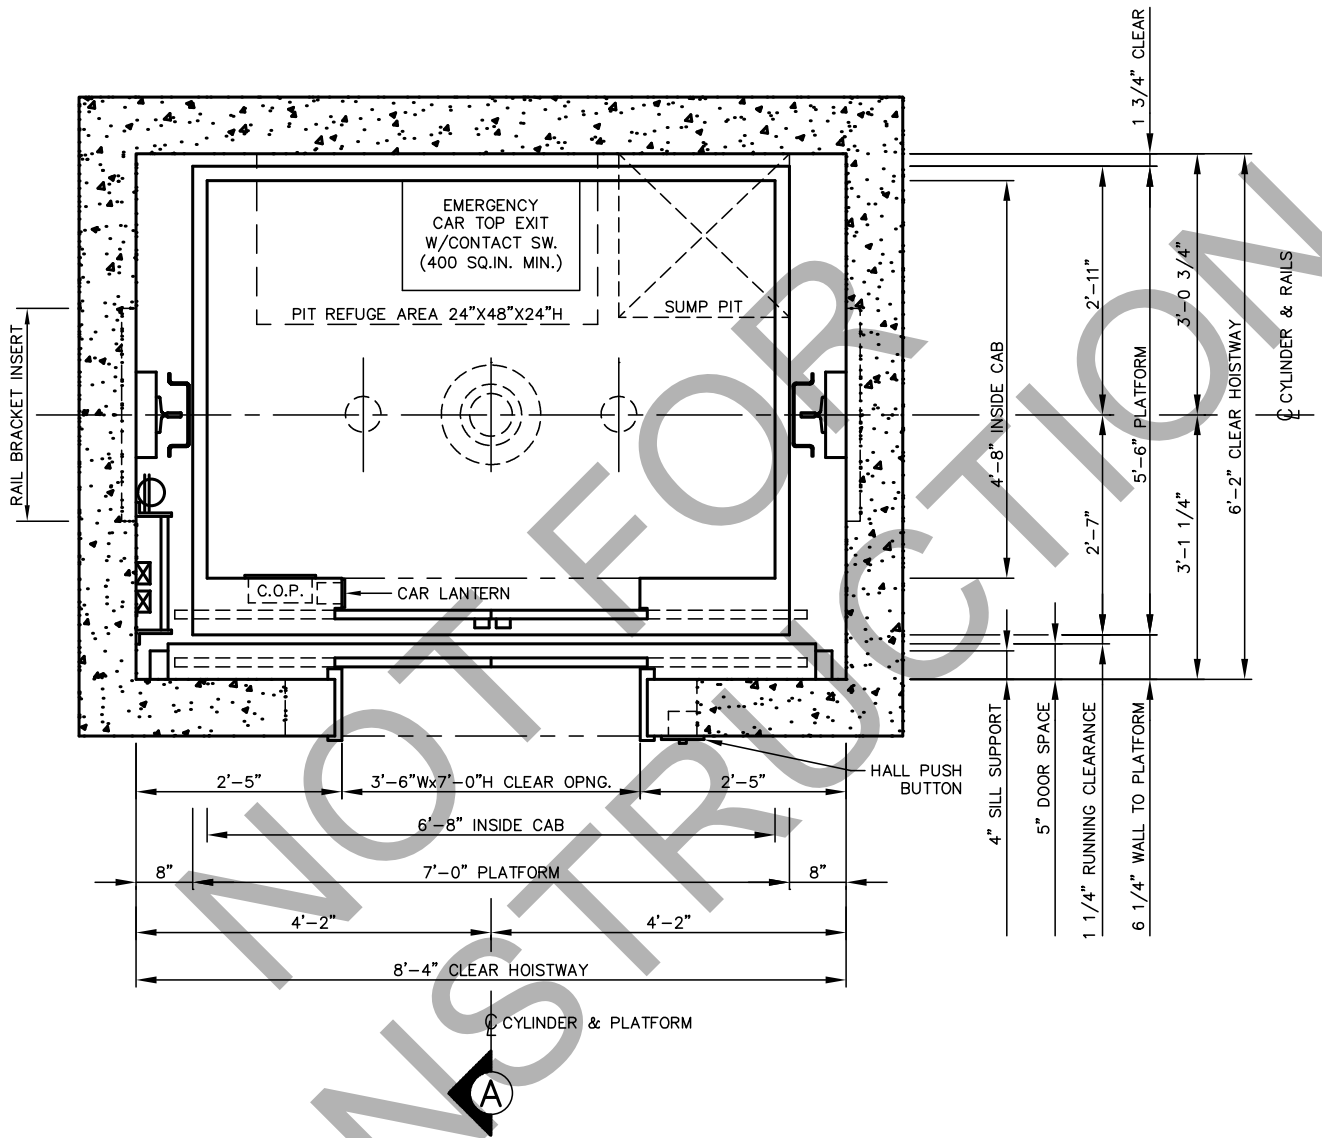 1 3/4" CLEAR
EMERGENCY
CAR TOP EXIT
W/CONTACT SW.
(400 SQ.IN. MIN.)
PIT REFUGE AREA 24"X48"X24"H
SUMP PIT
RAIL BRACKET INSERT
4'-8" INSIDE CAB
2'-11"
2'-7"
5'-6" PLATFORM
3'-0 3/4"
3'-1 1/4"
6'-2" CLEAR HOISTWAY
℄ CYLINDER & RAILS
C.O.P.
CAR LANTERN
HALL PUSH
BUTTON
4" SILL SUPPORT
5" DOOR SPACE
1 1/4" RUNNING CLEARANCE
6 1/4" WALL TO PLATFORM
2'-5"
3'-6"Wx7'-0"H CLEAR OPNG.
2'-5"
6'-8" INSIDE CAB
8"
7'-0" PLATFORM
8"
4'-2"
4'-2"
8'-4" CLEAR HOISTWAY
℄ CYLINDER & PLATFORM
A
NOT FOR
NSTRUCTION